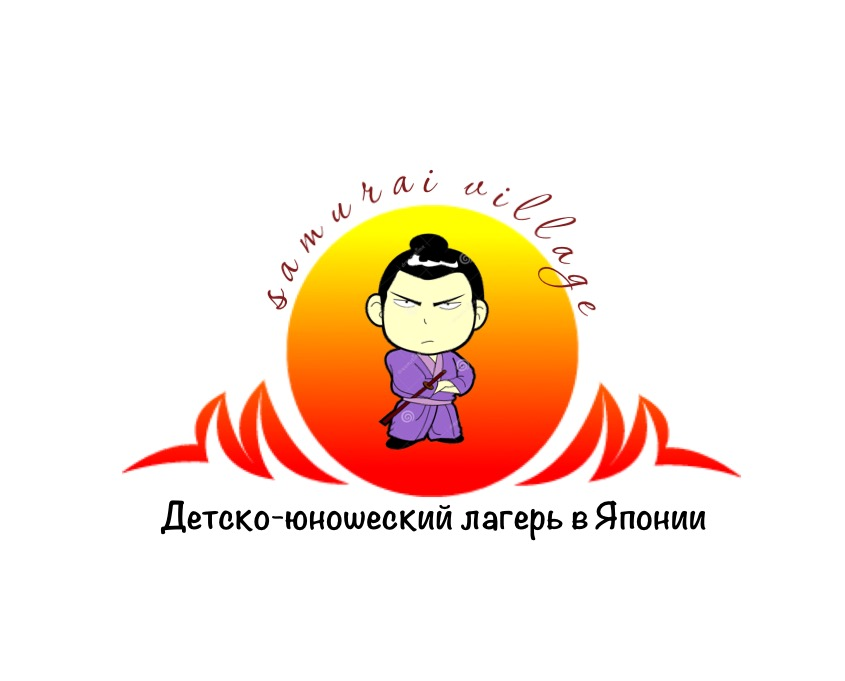 samurai village
Детско-юношеский лагерь в Японии